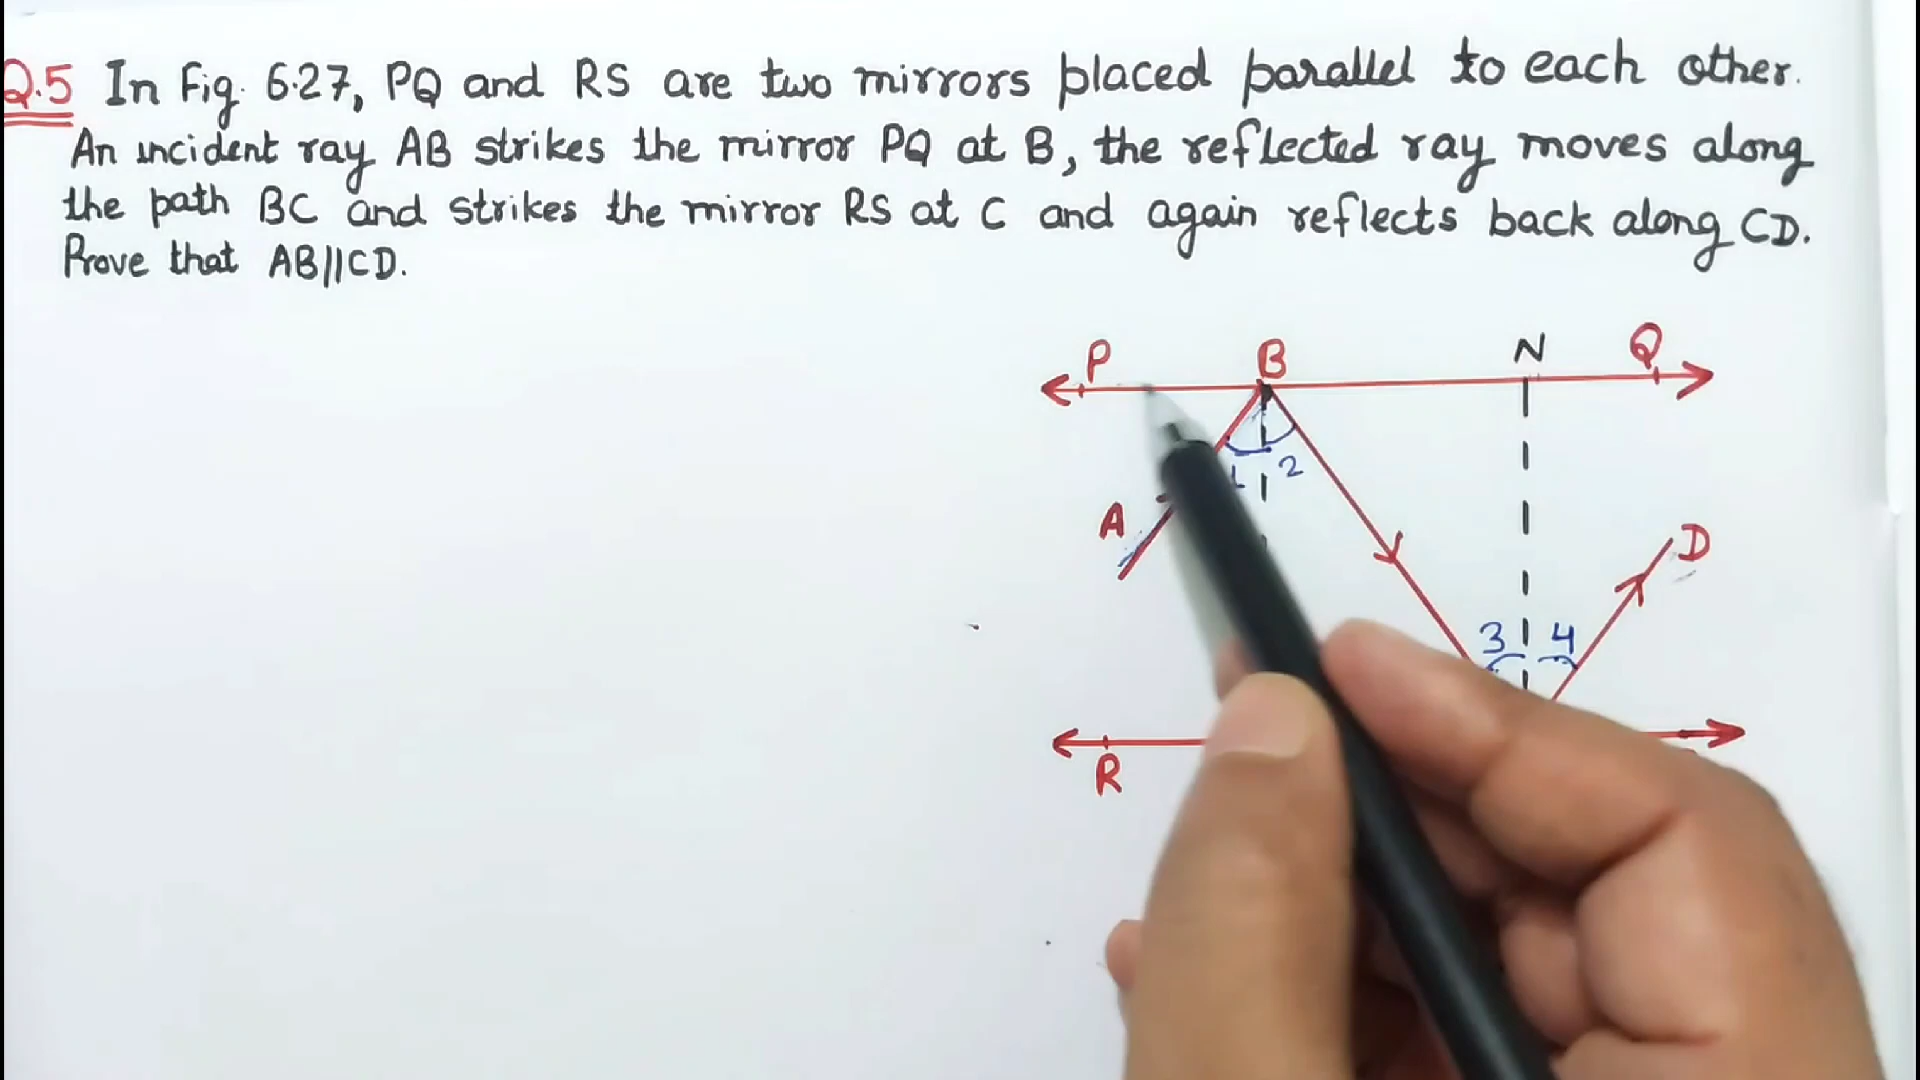 Q.5 In Fig. 6.27, PQ and RS are two mirrors placed parallel to each other.
An incident ray AB strikes the mirror PQ at B, the reflected ray moves along
the path BC and strikes the mirror RS at C and again reflects back along CD.
Prove that AB||CD.
P B N Q
1 2
A
D
3 4
R